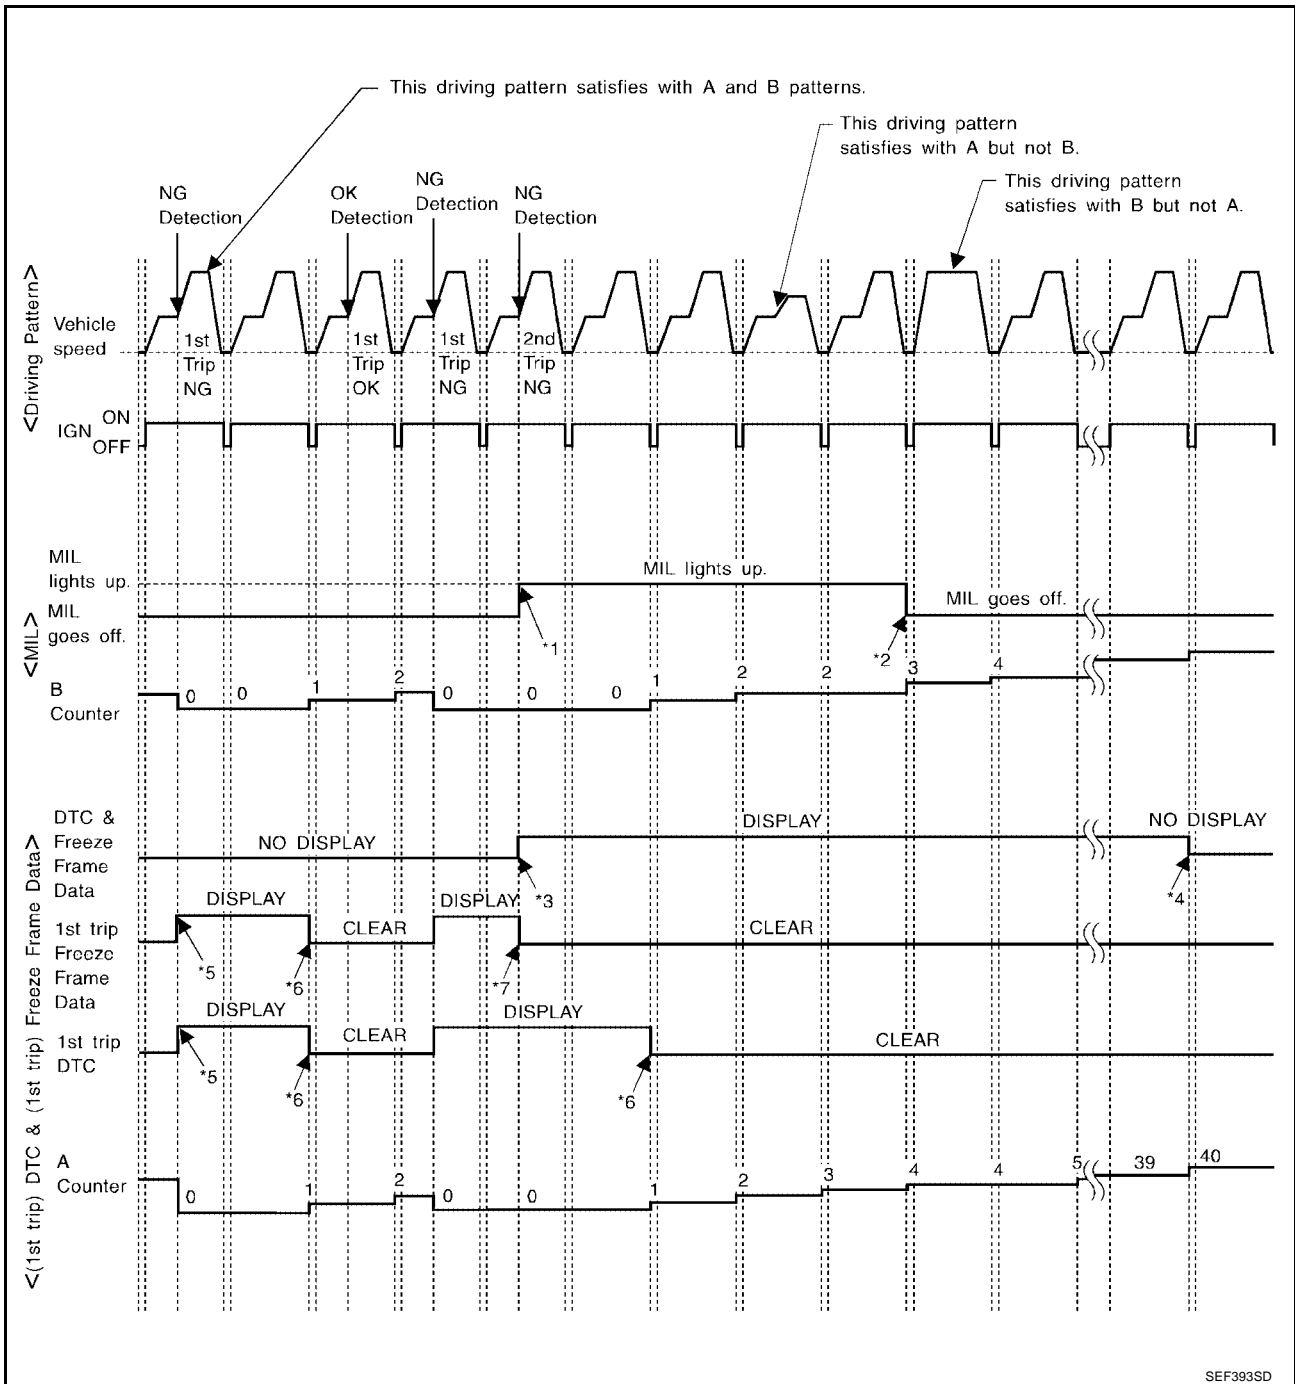 This driving pattern satisfies with A and B patterns.
This driving pattern
satisfies with A but not B.
This driving pattern
satisfies with B but not A.
NG
Detection
OK
Detection
NG
Detection
NG
Detection
<Driving Pattern>
Vehicle
speed
1st
Trip
NG
1st
Trip
OK
1st
Trip
NG
2nd
Trip
NG
IGN
ON
OFF
<MIL>
MIL
lights up.
MIL
goes off.
MIL lights up.
MIL goes off.
*1
*2
B
Counter
0 0 1 2 0 0 0 1 2 2 3 4
<(1st trip) DTC & (1st trip) Freeze Frame Data>
DTC &
Freeze
Frame
Data
NO DISPLAY
DISPLAY
NO DISPLAY
*3
*4
1st trip
Freeze
Frame
Data
DISPLAY
CLEAR
DISPLAY
CLEAR
*5
*6
*7
1st trip
DTC
DISPLAY
CLEAR
DISPLAY
CLEAR
*5
*6
*6
A
Counter
0 1 2 0 0 1 2 3 4 4 5 39 40
SEF393SD